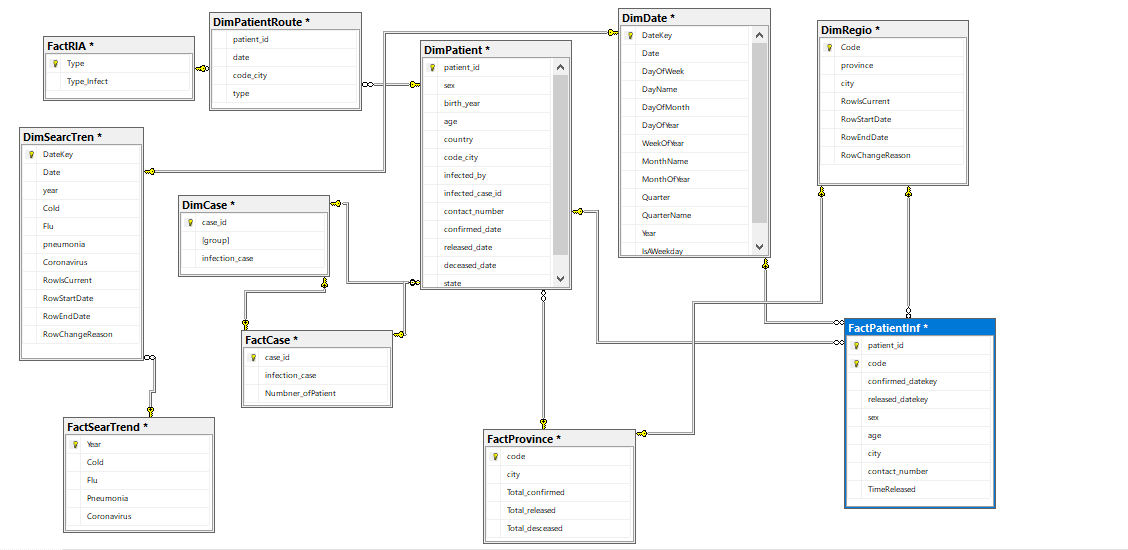 FactRIA *
Type
Type_Infect
DimPatientRoute *
patient_id
date
code_city
type
DimPatient *
patient_id
sex
birth_year
age
country
code_city
infected_by
infected_case_id
contact_number
confirmed_date
released_date
deceased_date
state
DimDate *
DateKey
Date
DayOfWeek
DayName
DayOfMonth
DayOfYear
WeekOfYear
MonthName
MonthOfYear
Quarter
QuarterName
Year
IsAWeekday
DimRegio *
Code
province
city
RowIsCurrent
RowStartDate
RowEndDate
RowChangeReason
DimSearcTren *
DateKey
Date
year
Cold
Flu
pneumonia
Coronavirus
RowIsCurrent
RowStartDate
RowEndDate
RowChangeReason
DimCase *
case_id
[group]
infection_case
FactCase *
case_id
infection_case
Numbner_ofPatient
FactPatientInf *
patient_id
code
confirmed_datekey
released_datekey
sex
age
city
contact_number
TimeReleased
FactSearTrend *
Year
Cold
Flu
Pneumonia
Coronavirus
FactProvince *
code
city
Total_confirmed
Total_released
Total_desceased